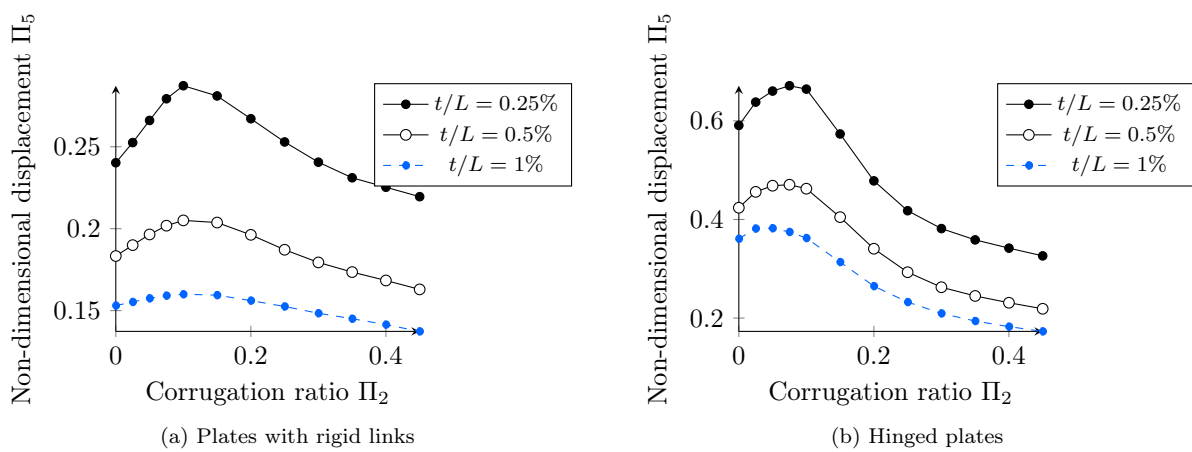 Non-dimensional displacement Π5
0.25
0.2
0.15
0
0.2
0.4
Corrugation ratio Π2
t/L = 0.25%
t/L = 0.5%
t/L = 1%
(a) Plates with rigid links
Non-dimensional displacement Π5
0.6
0.4
0.2
0
0.2
0.4
Corrugation ratio Π2
t/L = 0.25%
t/L = 0.5%
t/L = 1%
(b) Hinged plates